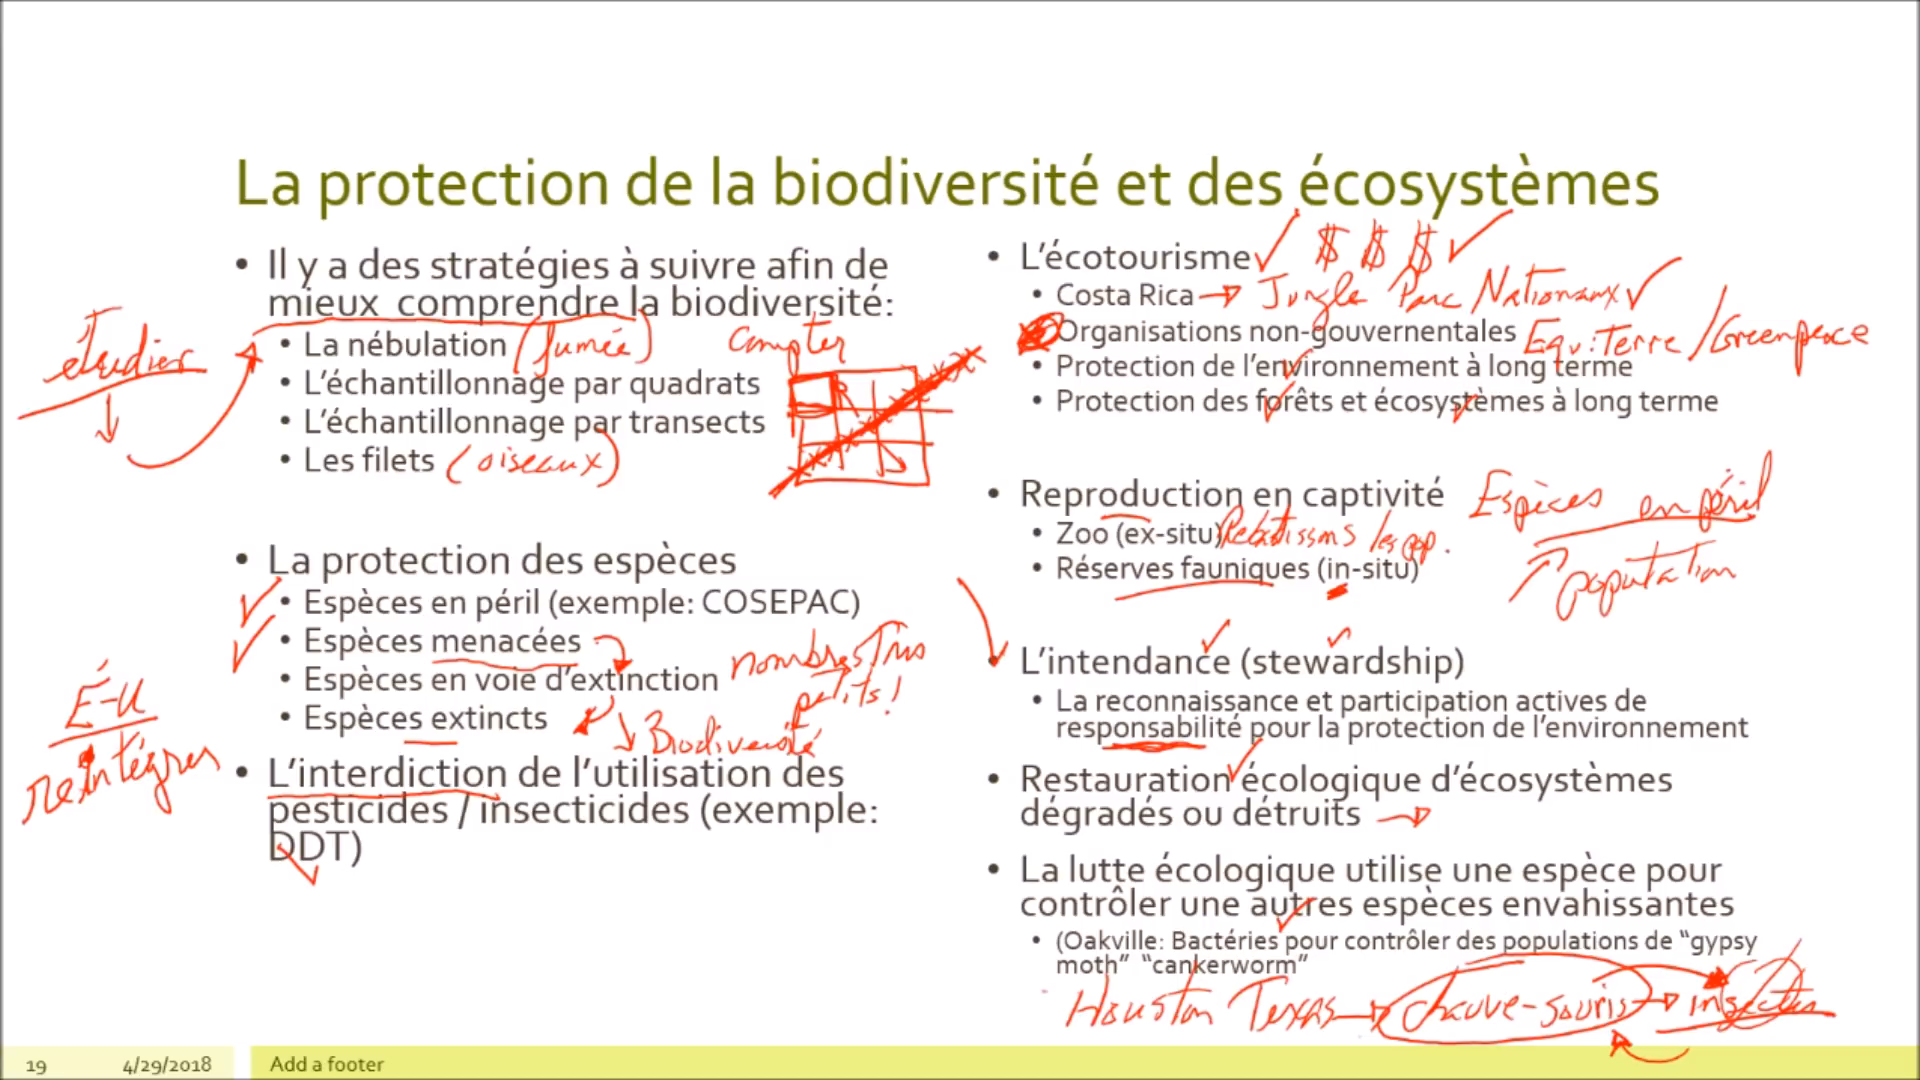 La protection de la biodiversité et des écosystèmes
• Il y a des stratégies à suivre afin de
mieux comprendre la biodiversité:
étudier
• La nébulation (fumée)
compter
• L'échantillonnage par quadrats
• L'échantillonnage par transects
• Les filets (oiseaux)
• La protection des espèces
• Espèces en péril (exemple: COSEPAC)
• Espèces menacées
• Espèces en voie d'extinction
nombres Très
petits!
• Espèces extincts
Biodiversité
É-U
• L'interdiction de l'utilisation des
pesticides / insecticides (exemple:
DDT)
• L'écotourisme $ $ $
• Costa Rica → Jungle Parc Nationaux
Organisations non-gouvernentales EquiTerre / Greenpeace
• Protection de l'environnement à long terme
• Protection des forêts et écosystèmes à long terme
• Reproduction en captivité Espèces en péril
• Zoo (ex-situ) les pop.
• Réserves fauniques (in-situ)
population
• L'intendance (stewardship)
• La reconnaissance et participation actives de
responsabilité pour la protection de l'environnement
• Restauration écologique d'écosystèmes
dégradés ou détruits →
• La lutte écologique utilise une espèce pour
contrôler une autres espèces envahissantes
• (Oakville: Bactéries pour contrôler des populations de “gypsy
moth” “cankerworm”
Houston Texas → chauve-souris → insectes
19 4/29/2018 Add a footer